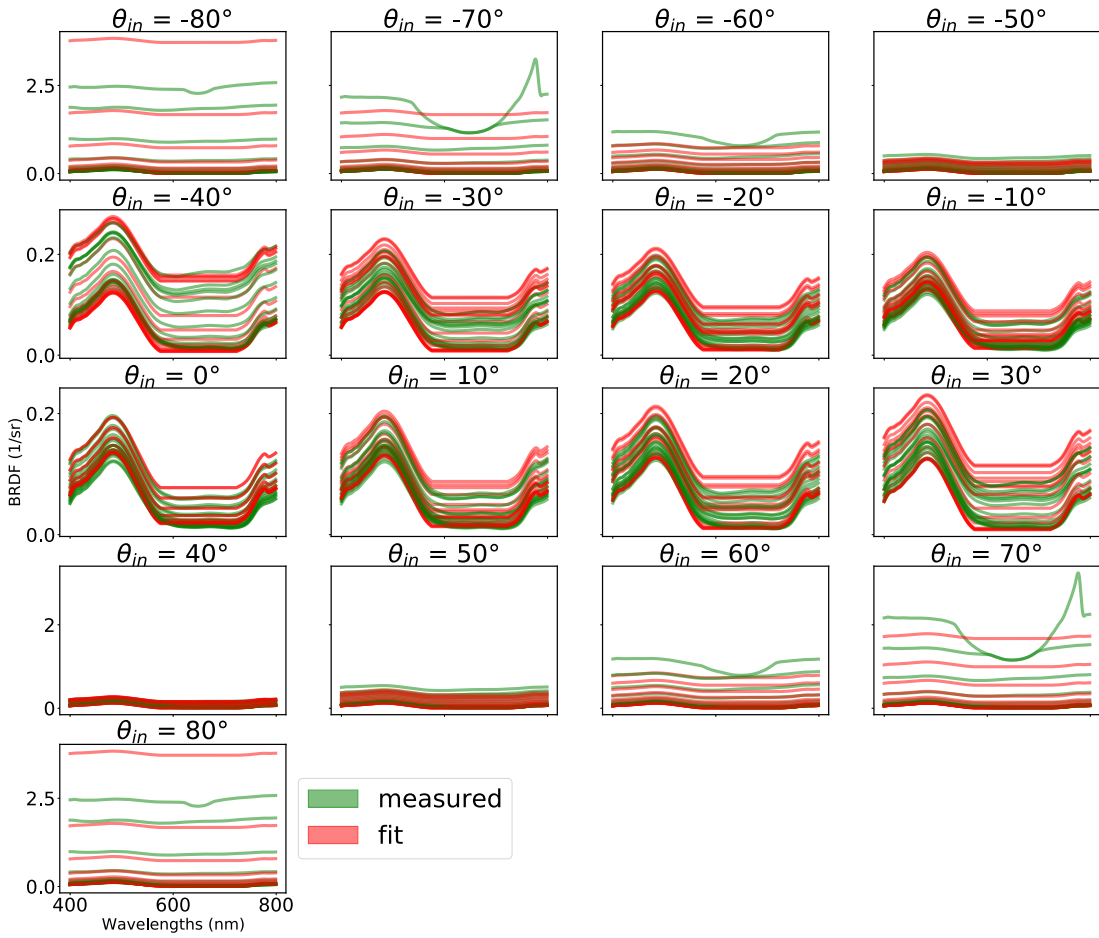 θin = -80° θin = -70° θin = -60° θin = -50°
2.5
0.0
θin = -40° θin = -30° θin = -20° θin = -10°
0.2
0.0
θin = 0° θin = 10° θin = 20° θin = 30°
0.2
0.0
BRDF (1/sr)
θin = 40° θin = 50° θin = 60° θin = 70°
2
0
θin = 80°
2.5
0.0
400 600 800
Wavelengths (nm)
measured
fit